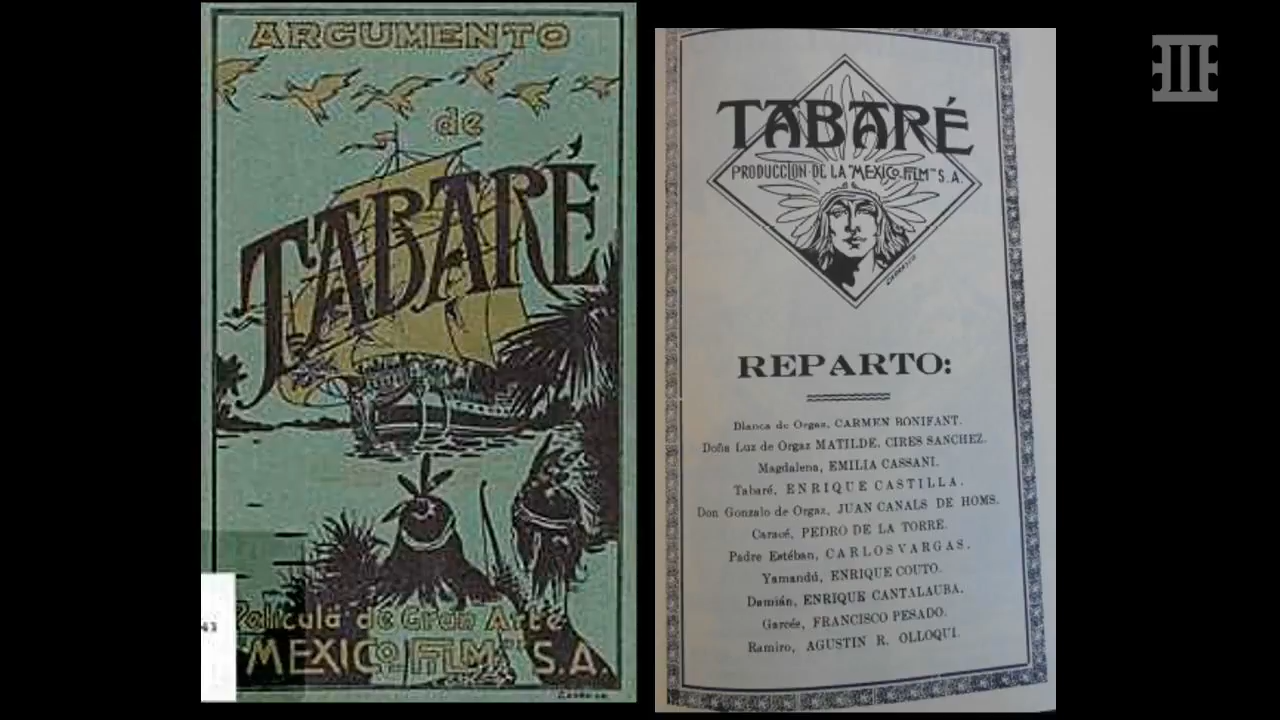 ARGUMENTO
de
TABARÉ
Película de Gran Arte
"MEXICO FILM" S.A.
43
TABARÉ
PRODUCCION DE LA "MEXICO FILM" S.A.
CARRASCO
REPARTO:
Blanca de Orgaz, CARMEN BONIFANT.
Doña Luz de Orgaz MATILDE. CIRES SANCHEZ.
Magdalena, EMILIA CASSANI.
Tabaré, ENRIQUE CASTILLA.
Don Gonzalo de Orgaz, JUAN CANALS DE HOMS.
Caracé, PEDRO DE LA TORRE.
Padre Estéban, CARLOS VARGAS.
Yamandú, ENRIQUE COUTO.
Damián, ENRIQUE CANTALAUBA.
Garcés, FRANCISCO PESADO.
Ramiro, AGUSTIN R. OLLOQUI.